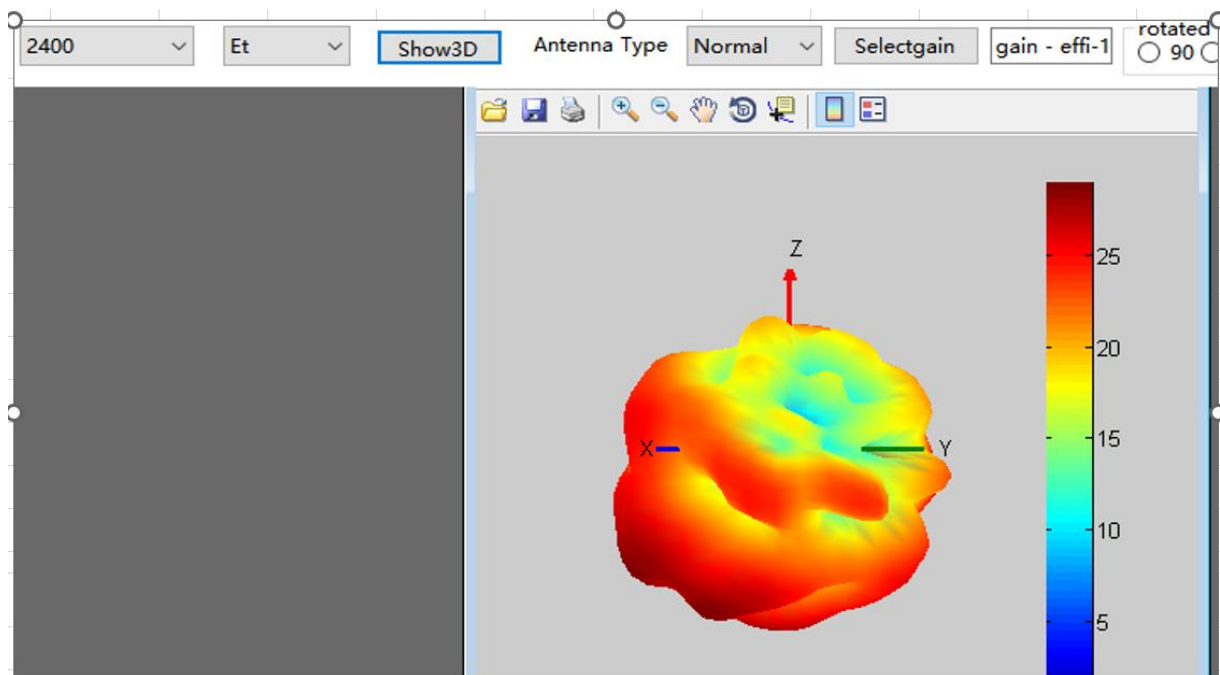 2400 Et Show3D Antenna Type Normal Selectgain gain - effi-1 rotated
90
Z
25
20
X Y
15
10
5